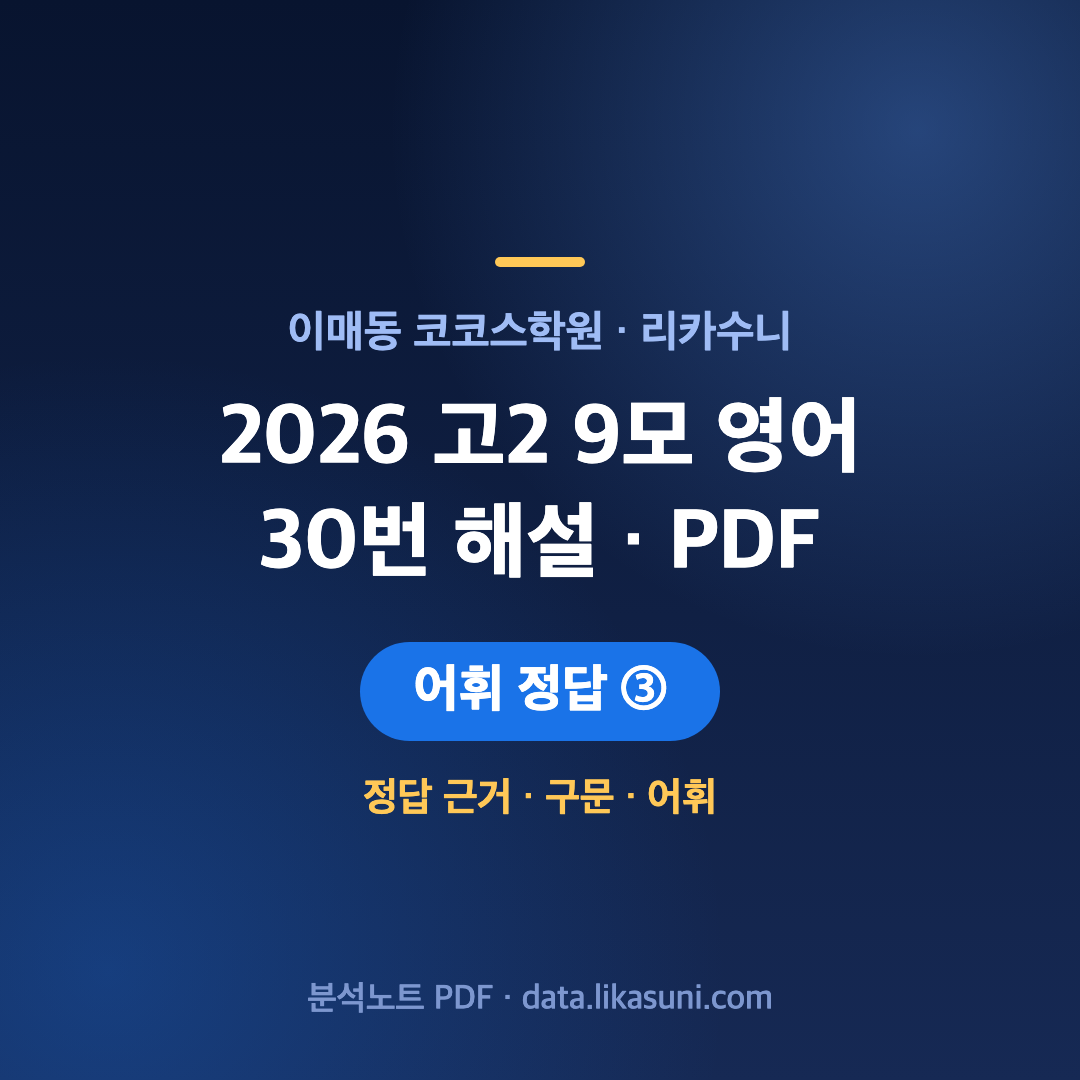 이매동 코코스학원 · 리카수니
2026 고2 9모 영어
30번 해설 · PDF
어휘 정답 ③
정답 근거 · 구문 · 어휘
분석노트 PDF · data.likasuni.com